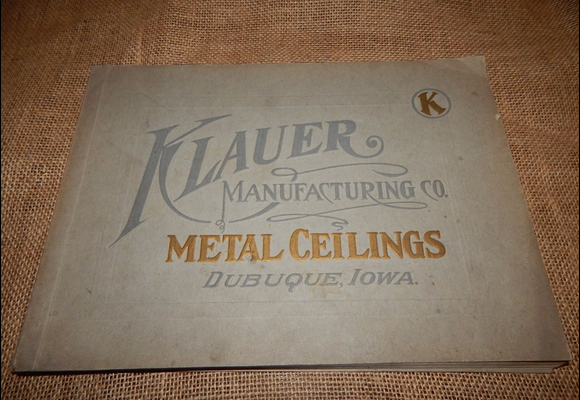 K
KLAUER
MANUFACTURING CO.
METAL CEILINGS
DUBUQUE, IOWA.